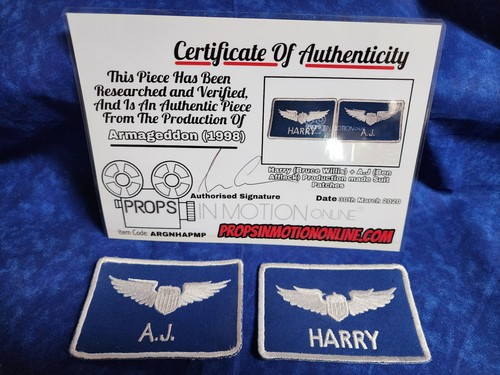 Certificate Of Authenticity
This Piece Has Been
Researched and Verified,
And Is An Authentic Piece
From The Production Of
Armageddon (1998)
HARRY
A.J.
Harry (Bruce Willis) + A.J (Ben
Affleck) Production made Suit
Patches
Authorised Signature
Date 30th March 2020
PROPS
IN MOTION ONLINE
Item Code: ARGNHAPMP
PROPSINMOTIONONLINE.COM
A.J.
HARRY